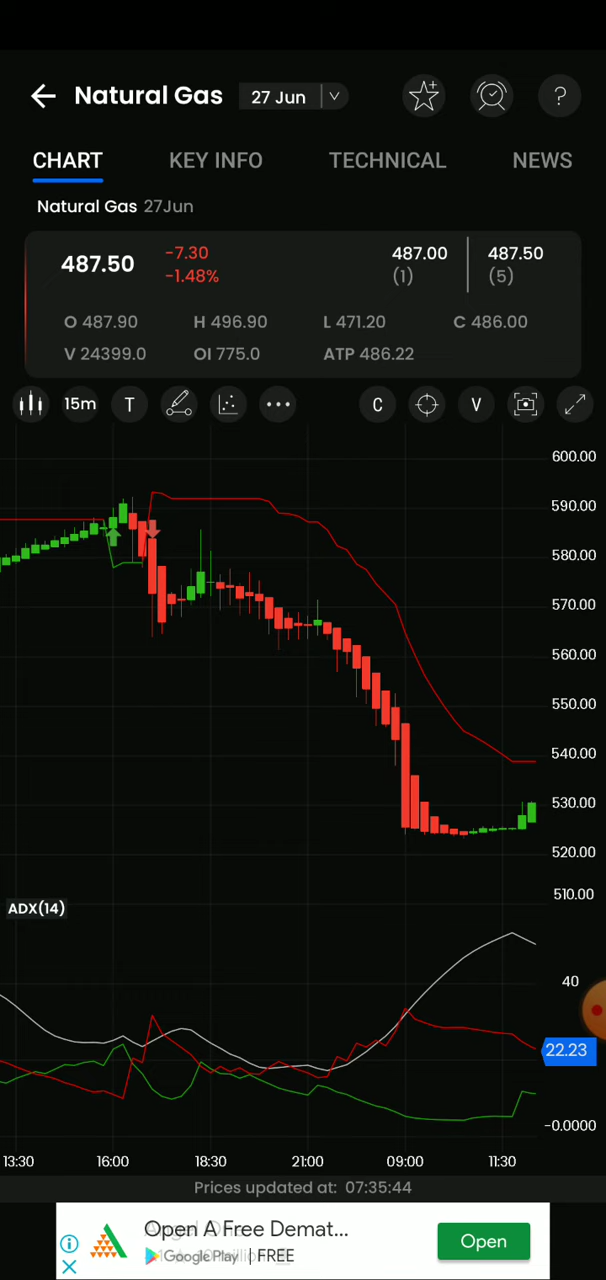 Natural Gas 27 Jun
?
CHART KEY INFO TECHNICAL NEWS
Natural Gas 27Jun
487.50 -7.30 487.00 487.50
-1.48% (1) (5)
O 487.90 H 496.90 L 471.20 C 486.00
V 24399.0 OI 775.0 ATP 486.22
15m T C V
600.00
590.00
580.00
570.00
560.00
550.00
540.00
530.00
520.00
510.00
ADX(14)
40
22.23
-0.0000
13:30 16:00 18:30 21:00 09:00 11:30
Prices updated at: 07:35:44
Open A Free Demat...
Google Play | FREE
Open